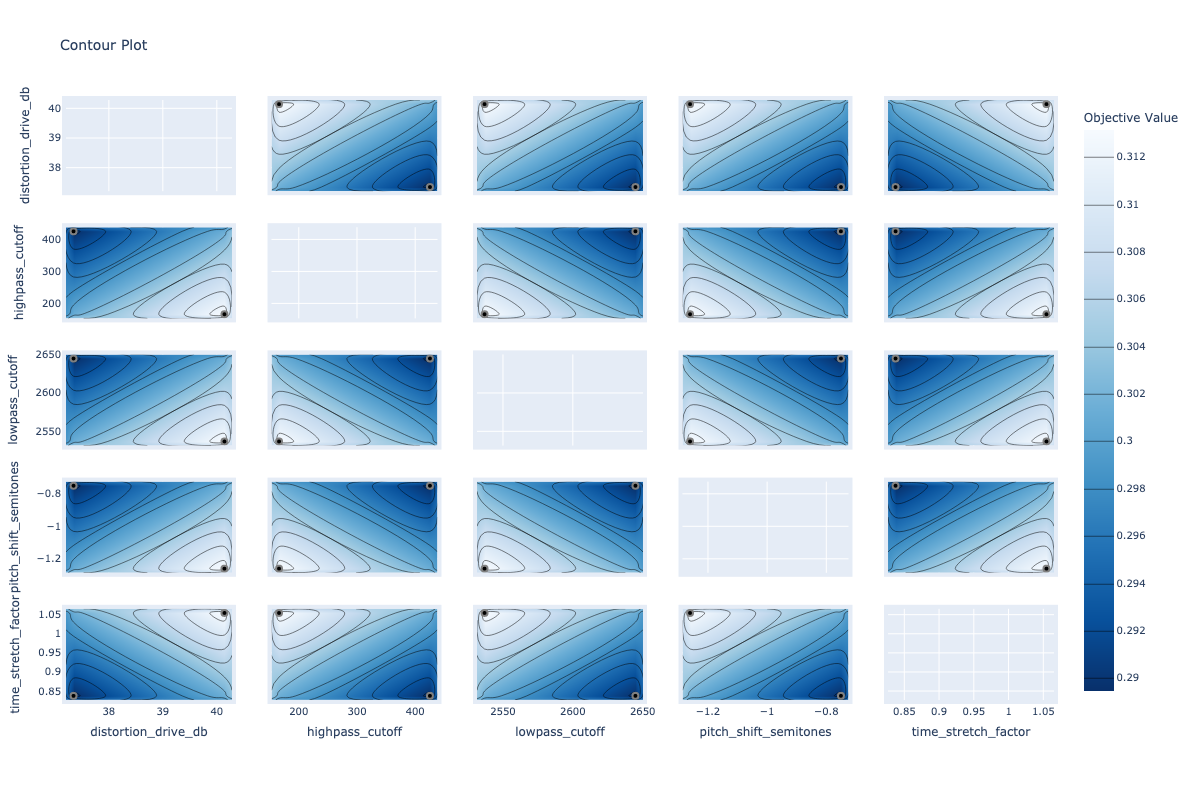 Contour Plot
Objective Value
distortion_drive_db
40
39
38
highpass_cutoff
400
300
200
lowpass_cutoff
2650
2600
2550
pitch_shift_semitones
−0.8
−1
−1.2
time_stretch_factor
1.05
1
0.95
0.9
0.85
38 39 40
200 300 400
2550 2600 2650
−1.2 −1 −0.8
0.85 0.9 0.95 1 1.05
distortion_drive_db
highpass_cutoff
lowpass_cutoff
pitch_shift_semitones
time_stretch_factor
0.312
0.31
0.308
0.306
0.304
0.302
0.3
0.298
0.296
0.294
0.292
0.29